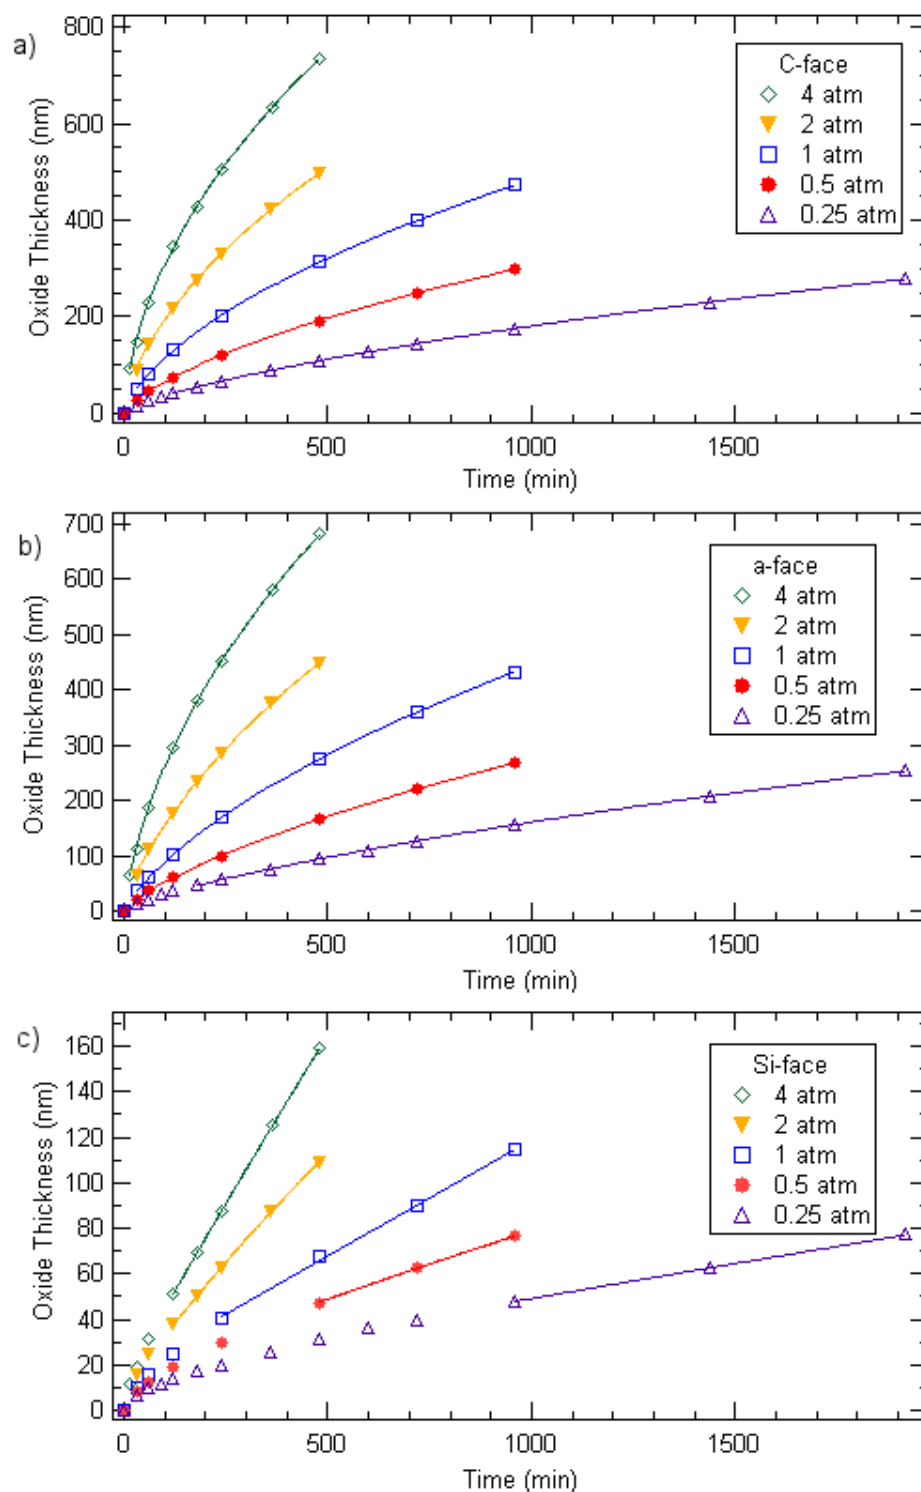 a)
Oxide Thickness (nm)
800
600
400
200
0
C-face
4 atm
2 atm
1 atm
0.5 atm
0.25 atm
0 500 1000 1500
Time (min)
b)
Oxide Thickness (nm)
700
600
500
400
300
200
100
0
a-face
4 atm
2 atm
1 atm
0.5 atm
0.25 atm
0 500 1000 1500
Time (min)
c)
Oxide Thickness (nm)
160
140
120
100
80
60
40
20
0
Si-face
4 atm
2 atm
1 atm
0.5 atm
0.25 atm
0 500 1000 1500
Time (min)